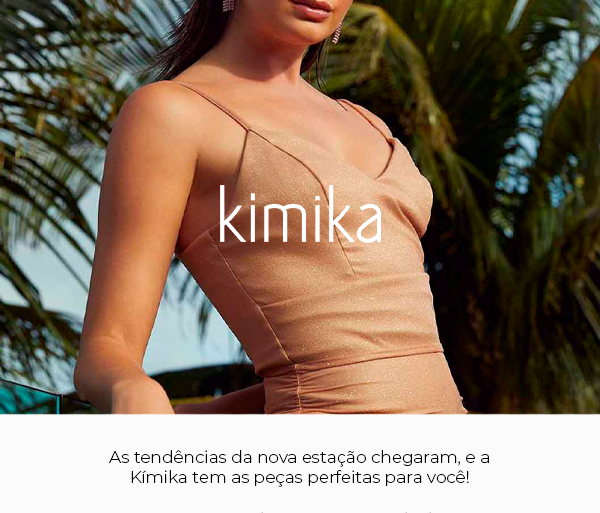 kimika
As tendências da nova estação chegaram, e a
Kímika tem as peças perfeitas para você!